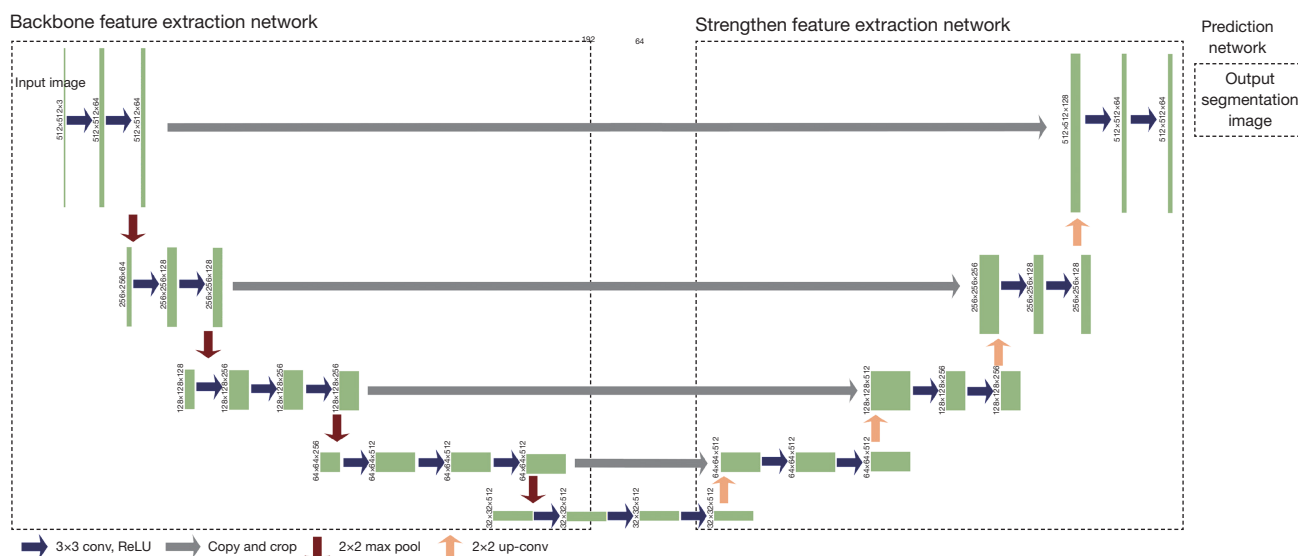 Backbone feature extraction network
Strengthen feature extraction network
Prediction
network
192
64
Input image
Output
segmentation
image
512×512×3
512×512×64
512×512×64
512×512×128
512×512×64
512×512×64
256×256×64
256×256×128
256×256×128
256×256×256
256×256×128
256×256×128
128×128×128
128×128×256
128×128×256
128×128×256
128×128×512
128×128×256
128×128×256
64×64×256
64×64×512
64×64×512
64×64×512
64×64×512
64×64×512
64×64×512
32×32×512
32×32×512
32×32×512
32×32×512
3×3 conv, ReLU
Copy and crop
2×2 max pool
2×2 up-conv